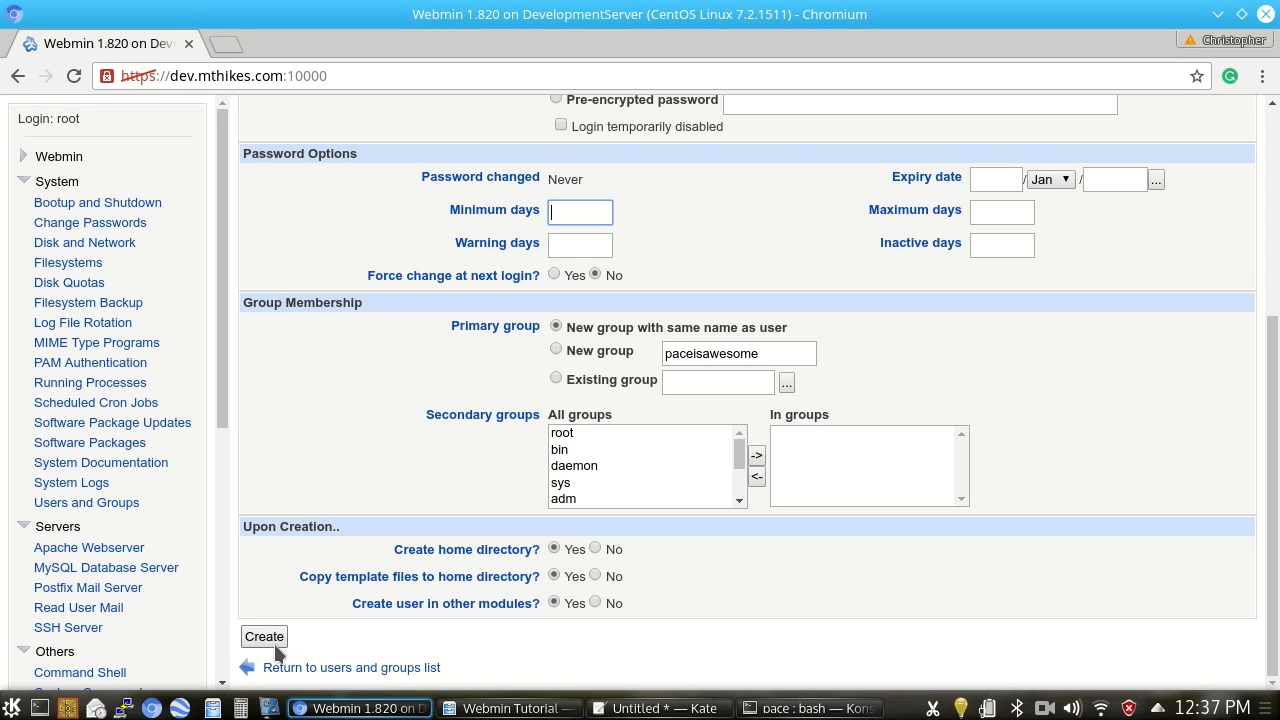 Webmin 1.820 on DevelopmentServer (CentOS Linux 7.2.1511) - Chromium
Webmin 1.820 on Dev
Christopher
https://dev.mthikes.com:10000
Login: root
Webmin
System
Bootup and Shutdown
Change Passwords
Disk and Network
Filesystems
Disk Quotas
Filesystem Backup
Log File Rotation
MIME Type Programs
PAM Authentication
Running Processes
Scheduled Cron Jobs
Software Package Updates
Software Packages
System Documentation
System Logs
Users and Groups
Servers
Apache Webserver
MySQL Database Server
Postfix Mail Server
Read User Mail
SSH Server
Others
Command Shell
Pre-encrypted password
Login temporarily disabled
Password Options
Password changed Never Expiry date / Jan / ...
Minimum days Maximum days
Warning days Inactive days
Force change at next login? Yes No
Group Membership
Primary group New group with same name as user
New group paceisawesome
Existing group ...
Secondary groups All groups In groups
root
bin
daemon
sys
adm
->
<-
Upon Creation..
Create home directory? Yes No
Copy template files to home directory? Yes No
Create user in other modules? Yes No
Create
Return to users and groups list
Webmin 1.820 on D
Webmin Tutorial —
Untitled * — Kate
pace : bash — Kons
12:37 PM